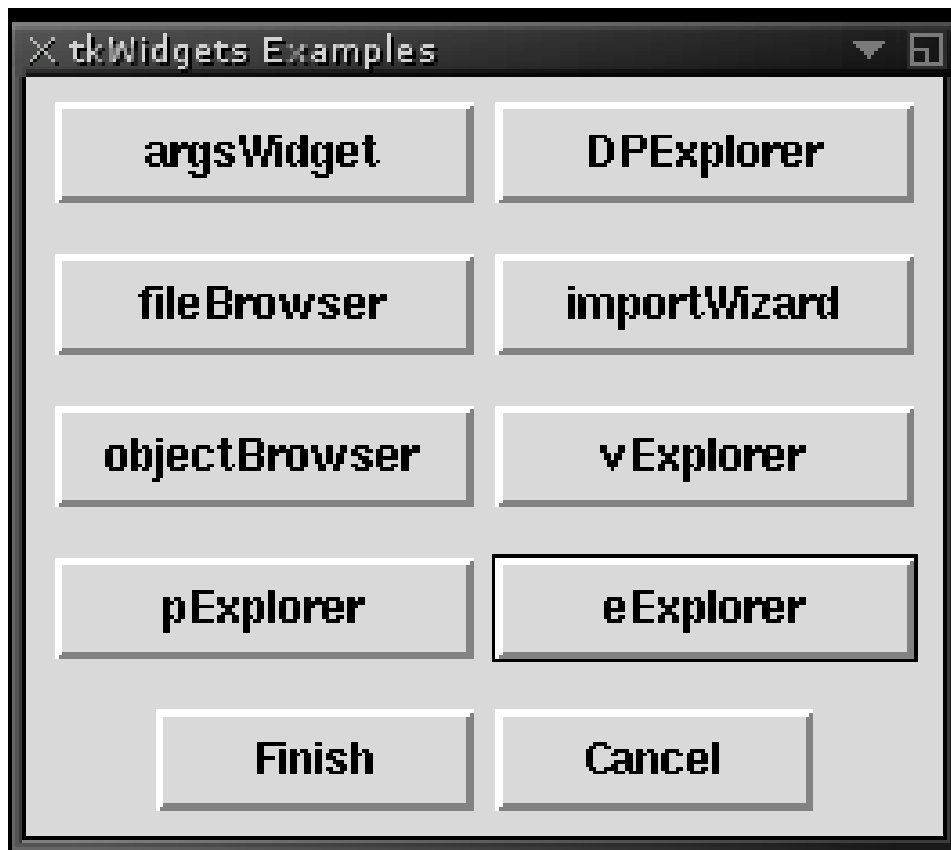 tkWidgets Examples
argsWidget DPExplorer
fileBrowser importWizard
objectBrowser vExplorer
pExplorer eExplorer
Finish Cancel